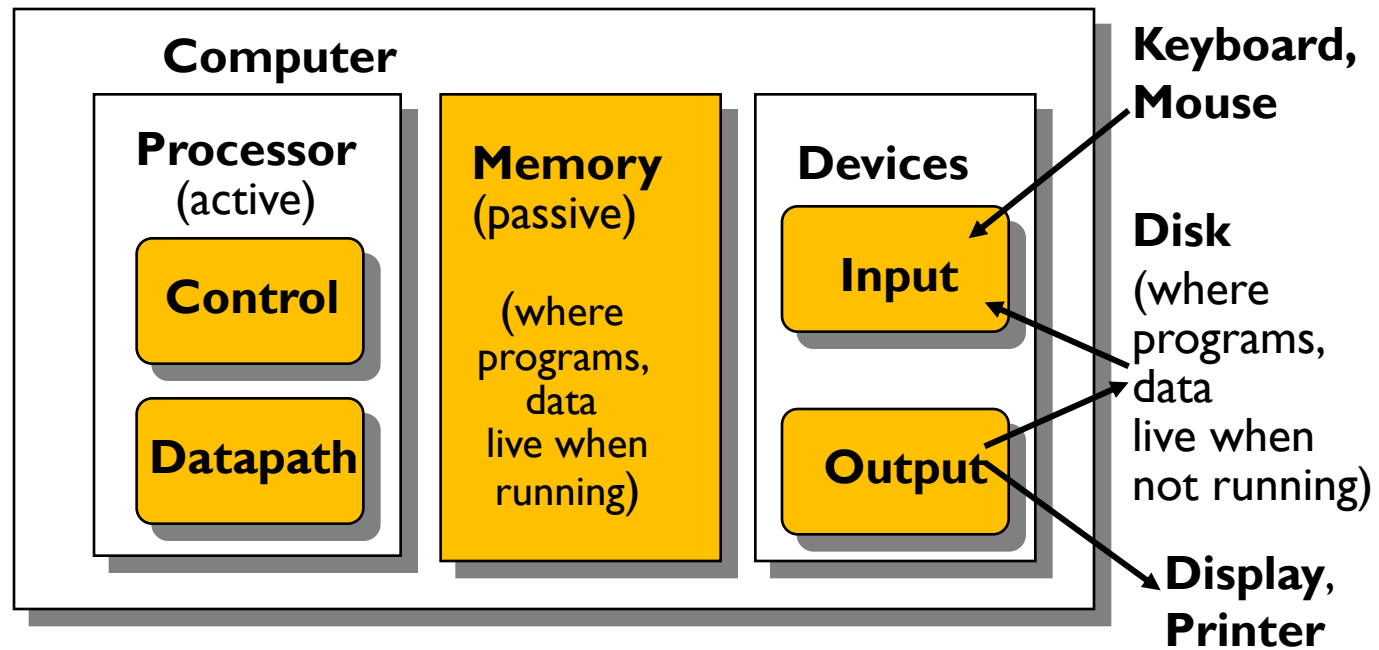 Computer
Processor
(active)
Control
Datapath
Memory
(passive)
(where
programs,
data
live when
running)
Devices
Input
Output
Keyboard,
Mouse
Disk
(where
programs,
data
live when
not running)
Display,
Printer